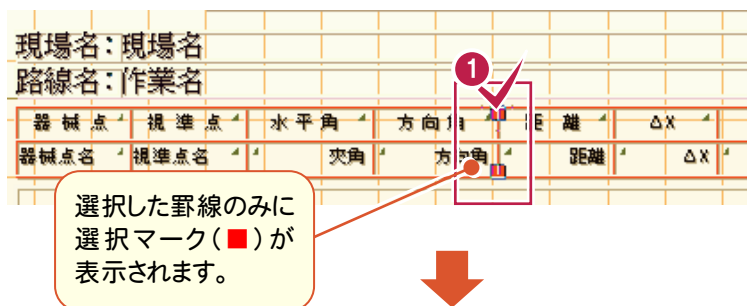 現場名：現場名
路線名：作業名
1
器 械 点 視 準 点 水 平 角 方 向 角 距 離 ΔX
器械点名 視準点名 夾角 方向角 距離 ΔX
選択した罫線のみに
選択マーク（■）が
表示されます。